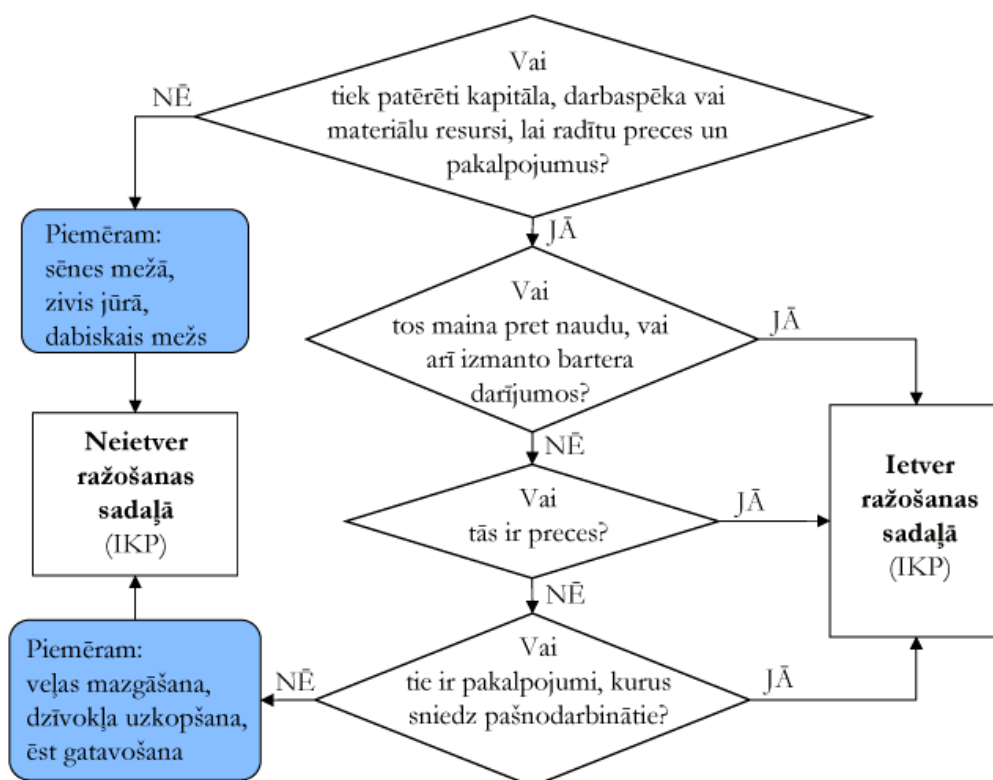 Vai
tiek patērēti kapitāla, darbaspēka vai
materiālu resursi, lai radītu preces un
pakalpojumus?
NĒ
JĀ
Piemēram:
sēnes mežā,
zivis jūrā,
dabiskais mežs
Vai
tos maina pret naudu, vai
arī izmanto bartera
darījumos?
JĀ
NĒ
Neietver
ražošanas
sadaļā
(IKP)
Vai
tās ir preces?
JĀ
NĒ
Ietver
ražošanas
sadaļā
(IKP)
Vai
tie ir pakalpojumi, kurus
sniedz pašnodarbinātie?
NĒ
JĀ
Piemēram:
veļas mazgāšana,
dzīvokļa uzkopšana,
ēst gatavošana